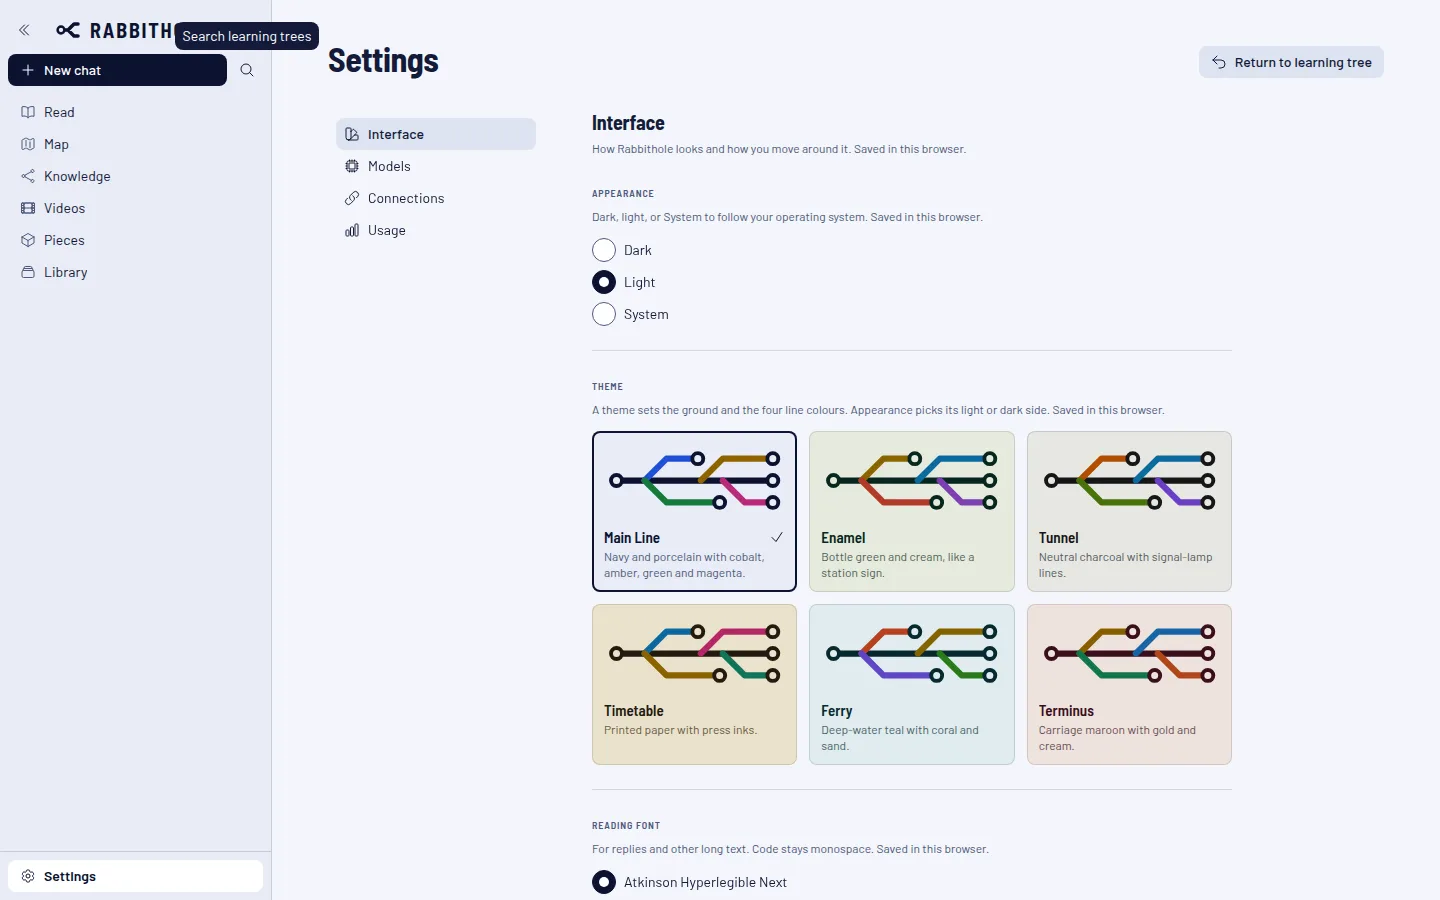 RABBITH
Search learning trees
New chat
Read
Map
Knowledge
Videos
Pieces
Library
Settings
Settings
Return to learning tree
Interface
Models
Connections
Usage
Interface
How Rabbithole looks and how you move around it. Saved in this browser.
APPEARANCE
Dark, light, or System to follow your operating system. Saved in this browser.
Dark
Light
System
THEME
A theme sets the ground and the four line colours. Appearance picks its light or dark side. Saved in this browser.
Main Line
Navy and porcelain with cobalt,
amber, green and magenta.
Enamel
Bottle green and cream, like a
station sign.
Tunnel
Neutral charcoal with signal-lamp
lines.
Timetable
Printed paper with press inks.
Ferry
Deep-water teal with coral and
sand.
Terminus
Carriage maroon with gold and
cream.
READING FONT
For replies and other long text. Code stays monospace. Saved in this browser.
Atkinson Hyperlegible Next